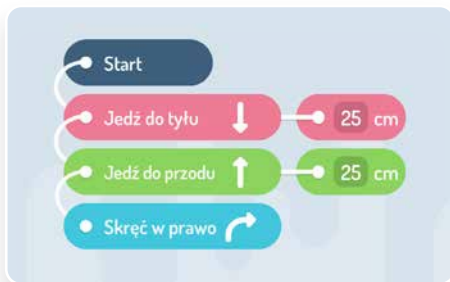 Start
Jedź do tyłu 25 cm
Jedź do przodu 25 cm
Skręć w prawo